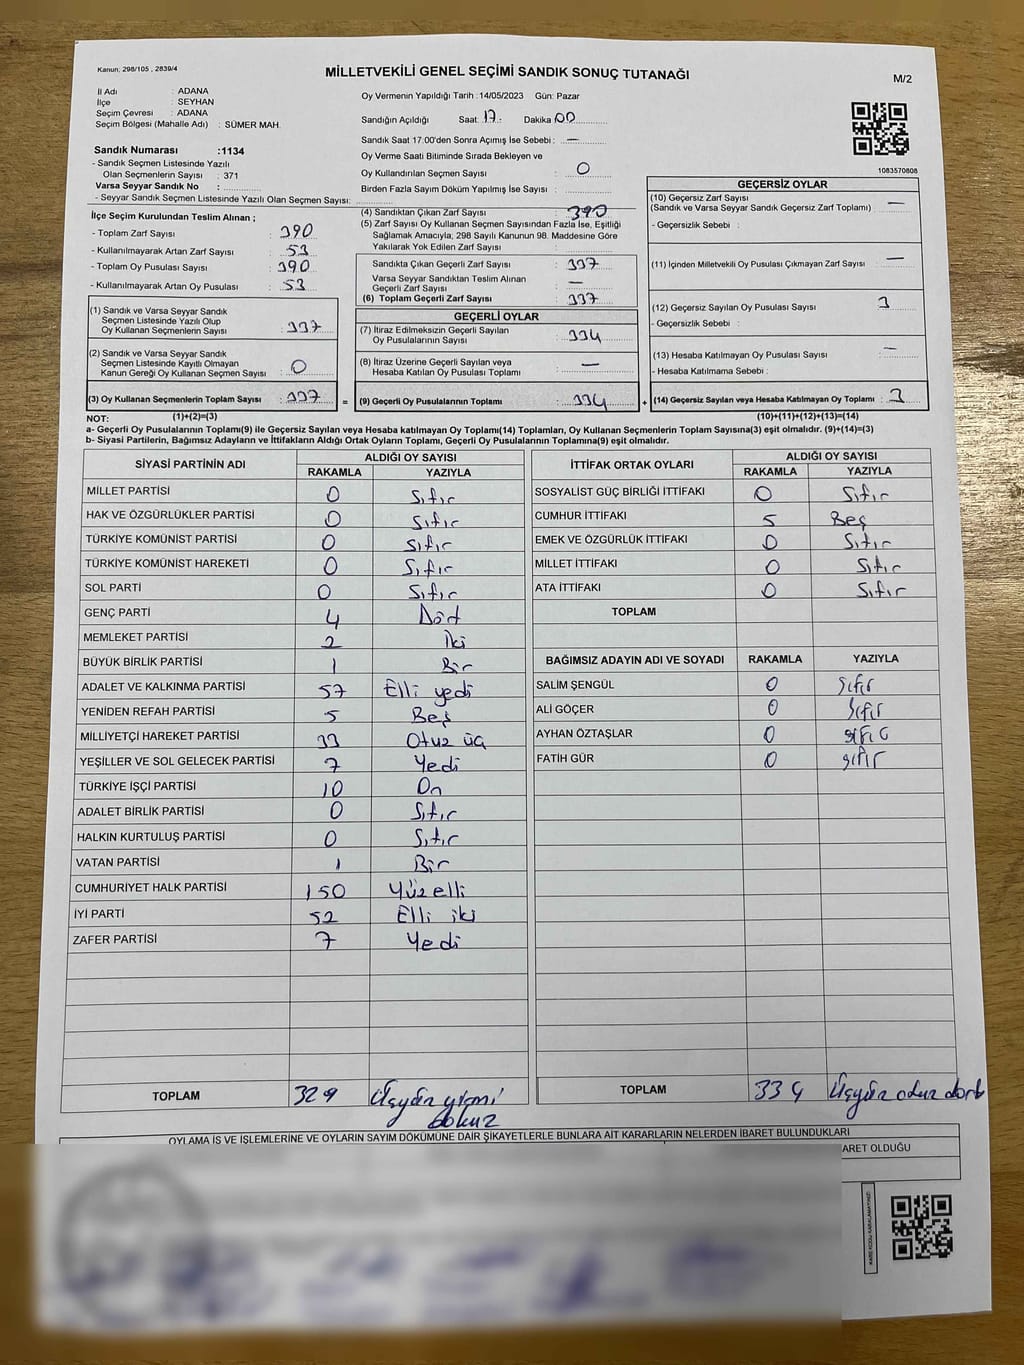 Kanun; 298/105 , 2839/4
MİLLETVEKİLİ GENEL SEÇİMİ SANDIK SONUÇ TUTANAĞI
M/2
İl Adı : ADANA
İlçe : SEYHAN
Seçim Çevresi : ADANA
Seçim Bölgesi (Mahalle Adı) : SÜMER MAH.
Sandık Numarası :1134
- Sandık Seçmen Listesinde Yazılı
Olan Seçmenlerin Sayısı : 371
Varsa Seyyar Sandık No :
- Seyyar Sandık Seçmen Listesinde Yazılı Olan Seçmen Sayısı:
Oy Vermenin Yapıldığı Tarih : 14/05/2023 Gün: Pazar
Sandığın Açıldığı Saat : 17 : Dakika 00
Sandık Saat 17:00'den Sonra Açımış İse Sebebi : —
Oy Verme Saati Bitiminde Sırada Bekleyen ve
Oy Kullandırılan Seçmen Sayısı : 0
Birden Fazla Sayım Döküm Yapılmış İse Sayısı :
1083570808
İlçe Seçim Kurulundan Teslim Alınan ;
- Toplam Zarf Sayısı : 390
- Kullanılmayarak Artan Zarf Sayısı : 53
- Toplam Oy Pusulası Sayısı : 390
- Kullanılmayarak Artan Oy Pusulası : 53
(1) Sandık ve Varsa Seyyar Sandık
Seçmen Listesinde Yazılı Olup
Oy Kullanan Seçmenlerin Sayısı : 337
(2) Sandık ve Varsa Seyyar Sandık
Seçmen Listesinde Kayıtlı Olmayan
Kanun Gereği Oy Kullanan Seçmen Sayısı : 0
(3) Oy Kullanan Seçmenlerin Toplam Sayısı : 337
(1)+(2)=(3)
(4) Sandıktan Çıkan Zarf Sayısı : 390
(5) Zarf Sayısı Oy Kullanan Seçmen Sayısından Fazla İse, Eşitliği
Sağlamak Amacıyla, 298 Sayılı Kanunun 98. Maddesine Göre
Yakılarak Yok Edilen Zarf Sayısı :
Sandıkta Çıkan Geçerli Zarf Sayısı : 337
Varsa Seyyar Sandıktan Teslim Alınan
Geçerli Zarf Sayısı : —
(6) Toplam Geçerli Zarf Sayısı : 337
GEÇERLİ OYLAR
(7) İtiraz Edilmeksizin Geçerli Sayılan
Oy Pusulalarının Sayısı : 334
(8) İtiraz Üzerine Geçerli Sayılan veya
Hesaba Katılan Oy Pusulası Toplamı : —
= (9) Geçerli Oy Pusulalarının Toplamı : 334 +
GEÇERSİZ OYLAR
(10) Geçersiz Zarf Sayısı
(Sandık ve Varsa Seyyar Sandık Geçersiz Zarf Toplamı) : —
- Geçersizlik Sebebi :
(11) İçinden Milletvekili Oy Pusulası Çıkmayan Zarf Sayısı : —
(12) Geçersiz Sayılan Oy Pusulası Sayısı : 3
- Geçersizlik Sebebi :
(13) Hesaba Katılmayan Oy Pusulası Sayısı : —
- Hesaba Katılmama Sebebi :
(14) Geçersiz Sayılan veya Hesaba Katılmayan Oy Toplamı : 3
(10)+(11)+(12)+(13)=(14)
NOT:
a- Geçerli Oy Pusulalarının Toplamı(9) ile Geçersiz Sayılan veya Hesaba katılmayan Oy Toplamı(14) Toplamları, Oy Kullanan Seçmenlerin Toplam Sayısına(3) eşit olmalıdır. (9)+(14)=(3)
b- Siyasi Partilerin, Bağımsız Adayların ve İttifakların Aldığı Ortak Oyların Toplamı, Geçerli Oy Pusulalarının Toplamına(9) eşit olmalıdır.
SİYASİ PARTİNİN ADI ALDIĞI OY SAYISI
RAKAMLA YAZIYLA
MİLLET PARTİSİ 0 Sıfır
HAK VE ÖZGÜRLÜKLER PARTİSİ 0 Sıfır
TÜRKİYE KOMÜNİST PARTİSİ 0 Sıfır
TÜRKİYE KOMÜNİST HAREKETİ 0 Sıfır
SOL PARTİ 0 Sıfır
GENÇ PARTİ 4 Dört
MEMLEKET PARTİSİ 2 İki
BÜYÜK BİRLİK PARTİSİ 1 Bir
ADALET VE KALKINMA PARTİSİ 57 Elli yedi
YENİDEN REFAH PARTİSİ 5 Beş
MİLLİYETÇİ HAREKET PARTİSİ 33 Otuz üç
YEŞİLLER VE SOL GELECEK PARTİSİ 7 Yedi
TÜRKİYE İŞÇİ PARTİSİ 10 On
ADALET BİRLİK PARTİSİ 0 Sıfır
HALKIN KURTULUŞ PARTİSİ 0 Sıfır
VATAN PARTİSİ 1 Bir
CUMHURİYET HALK PARTİSİ 150 Yüzelli
İYİ PARTİ 52 Elli iki
ZAFER PARTİSİ 7 Yedi
TOPLAM 329 Üçyüz yirmi
dokuz
İTTİFAK ORTAK OYLARI ALDIĞI OY SAYISI
RAKAMLA YAZIYLA
SOSYALİST GÜÇ BİRLİĞİ İTTİFAKI 0 Sıfır
CUMHUR İTTİFAKI 5 Beş
EMEK VE ÖZGÜRLÜK İTTİFAKI 0 Sıfır
MİLLET İTTİFAKI 0 Sıfır
ATA İTTİFAKI 0 Sıfır
TOPLAM
BAĞIMSIZ ADAYIN ADI VE SOYADI RAKAMLA YAZIYLA
SALİM ŞENGÜL 0 sıfır
ALİ GÖÇER 0 sıfır
AYHAN ÖZTAŞLAR 0 sıfır
FATİH GÜR 0 sıfır
TOPLAM 334 Üçyüz otuz dört
OYLAMA İŞ VE İŞLEMLERİNE VE OYLARIN SAYIM DÖKÜMÜNE DAİR ŞİKAYETLERLE BUNLARA AİT KARARLARIN NELERDEN İBARET BULUNDUKLARI
ARET OLDUĞU